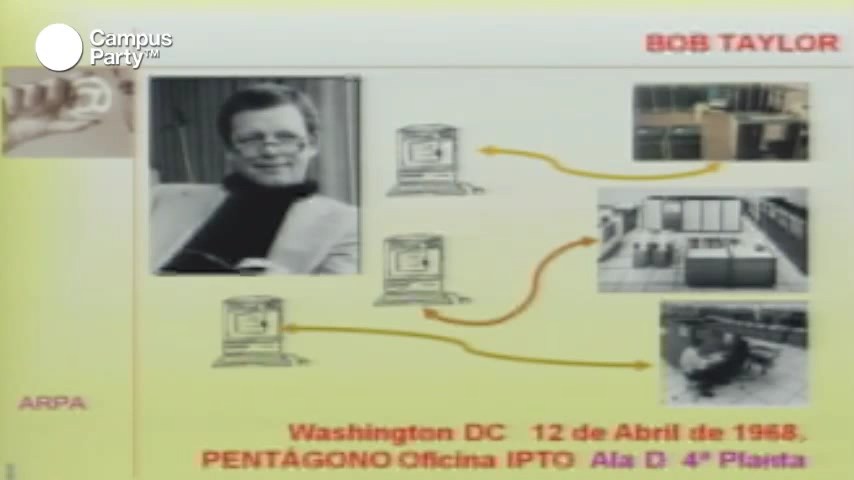 Campus
Party™
BOB TAYLOR
ARPA
Washington DC 12 de Abril de 1968,
PENTÁGONO Oficina IPTO Ala D 4ª Planta